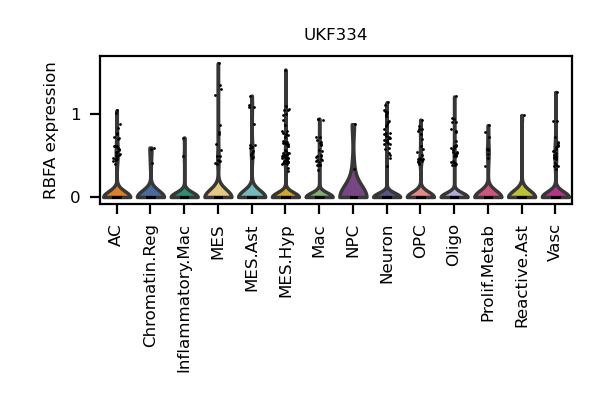 UKF334
RBFA expression
1
0
AC
Chromatin.Reg
Inflammatory.Mac
MES
MES.Ast
MES.Hyp
Mac
NPC
Neuron
OPC
Oligo
Prolif.Metab
Reactive.Ast
Vasc